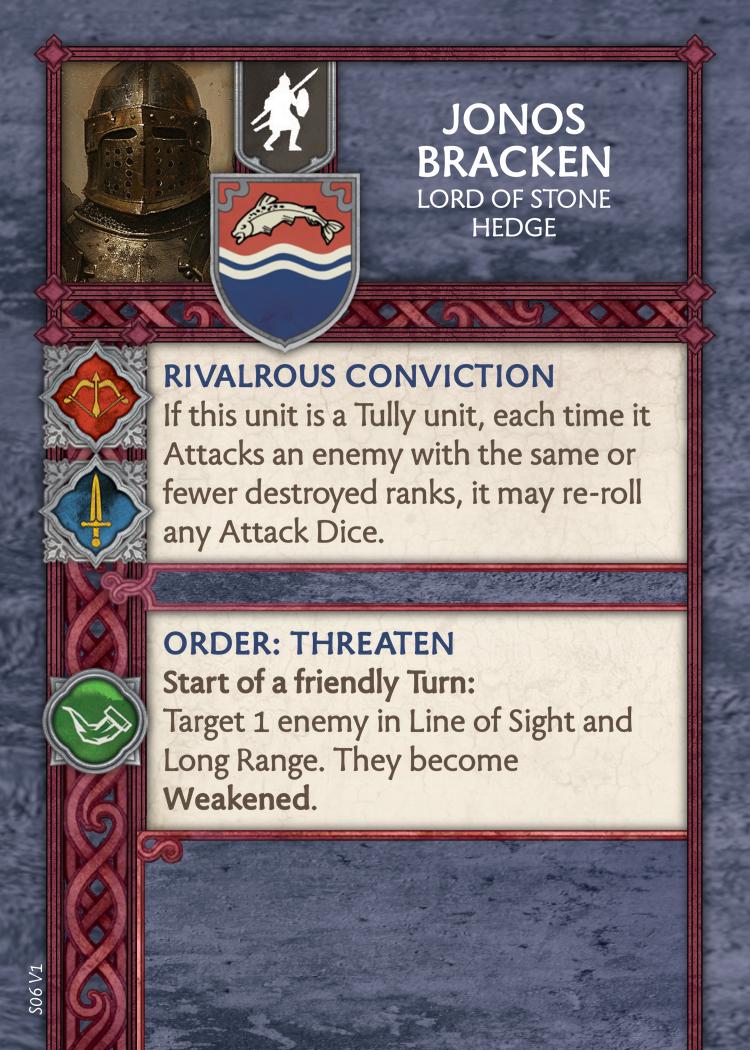 JONOS
BRACKEN
LORD OF STONE
HEDGE
RIVALROUS CONVICTION
If this unit is a Tully unit, each time it
Attacks an enemy with the same or
fewer destroyed ranks, it may re-roll
any Attack Dice.
ORDER: THREATEN
Start of a friendly Turn:
Target 1 enemy in Line of Sight and
Long Range. They become
Weakened.
S06 V1